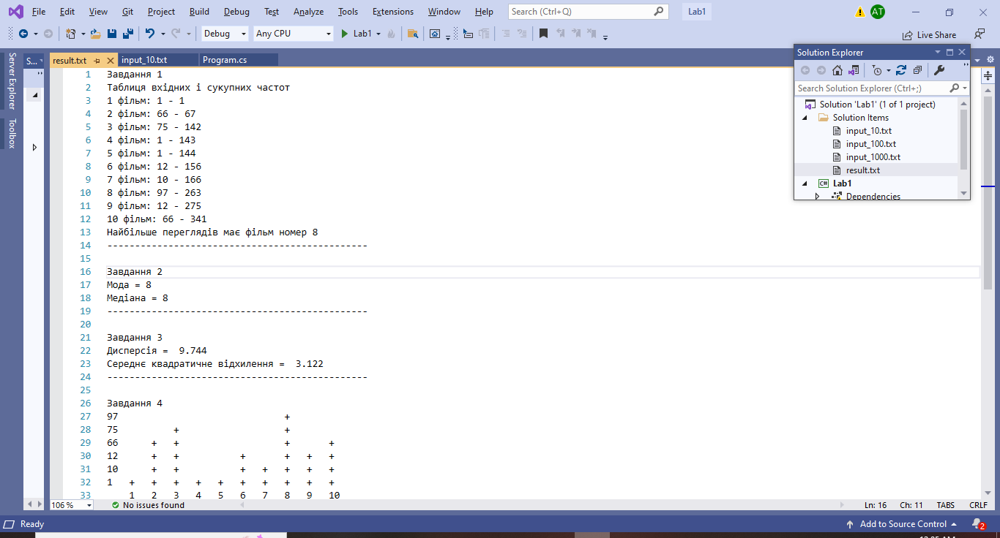 File Edit View Git Project Build Debug Test Analyze Tools Extensions Window Help Search (Ctrl+Q) Lab1 AT
Debug Any CPU Lab1 Live Share
Server Explorer
Toolbox
S...
result.txt input_10.txt Program.cs
1 Завдання 1
2 Таблиця вхідних і сукупних частот
3 1 фільм: 1 - 1
4 2 фільм: 66 - 67
5 3 фільм: 75 - 142
6 4 фільм: 1 - 143
7 5 фільм: 1 - 144
8 6 фільм: 12 - 156
9 7 фільм: 10 - 166
10 8 фільм: 97 - 263
11 9 фільм: 12 - 275
12 10 фільм: 66 - 341
13 Найбільше переглядів має фільм номер 8
14 -----------------------------------------------
15
16 Завдання 2
17 Мода = 8
18 Медіана = 8
19 -----------------------------------------------
20
21 Завдання 3
22 Дисперсія =  9.744
23 Середнє квадратичне відхилення =  3.122
24 -----------------------------------------------
25
26 Завдання 4
27 97                              +
28 75          +                   +
29 66      +   +                   +       +
30 12      +   +           +       +   +   +
31 10      +   +           +   +   +   +   +
32 1   +   +   +   +   +   +   +   +   +   +
33     1   2   3   4   5   6   7   8   9   10
Solution Explorer
Search Solution Explorer (Ctrl+;)
Solution 'Lab1' (1 of 1 project)
Solution Items
input_10.txt
input_100.txt
input_1000.txt
result.txt
C# Lab1
Dependencies
106 % No issues found Ln: 16 Ch: 11 TABS CRLF
Ready Add to Source Control 2